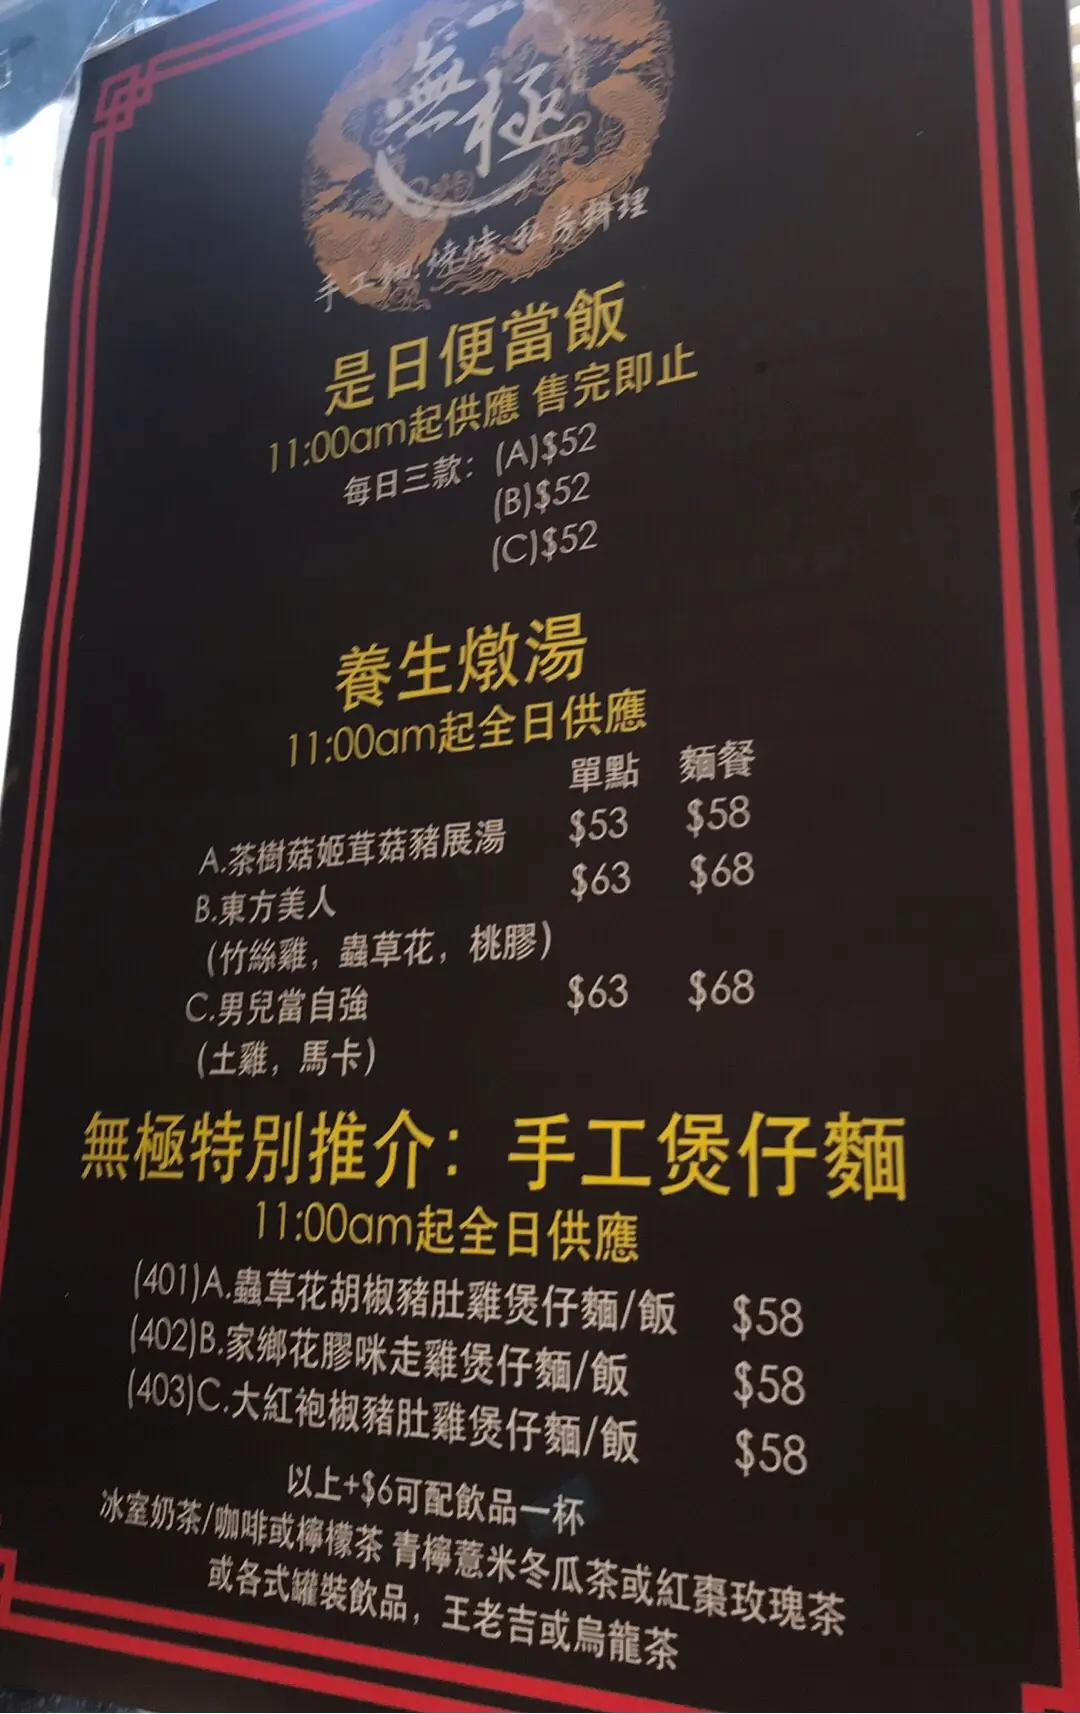 無極
手工麵.燒烤.私房料理
是日便當飯
11:00am起供應 售完即止
每日三款：(A)$52
(B)$52
(C)$52
養生燉湯
11:00am起全日供應
單點 麵餐
A.茶樹菇姬茸菇豬展湯 $53 $58
B.東方美人 $63 $68
(竹絲雞，蟲草花，桃膠)
C.男兒當自強 $63 $68
(土雞，馬卡)
無極特別推介：手工煲仔麵
11:00am起全日供應
(401)A.蟲草花胡椒豬肚雞煲仔麵/飯 $58
(402)B.家鄉花膠咪走雞煲仔麵/飯 $58
(403)C.大紅袍椒豬肚雞煲仔麵/飯 $58
以上+$6可配飲品一杯
冰室奶茶/咖啡或檸檬茶 青檸薏米冬瓜茶或紅棗玫瑰茶
或各式罐裝飲品，王老吉或烏龍茶